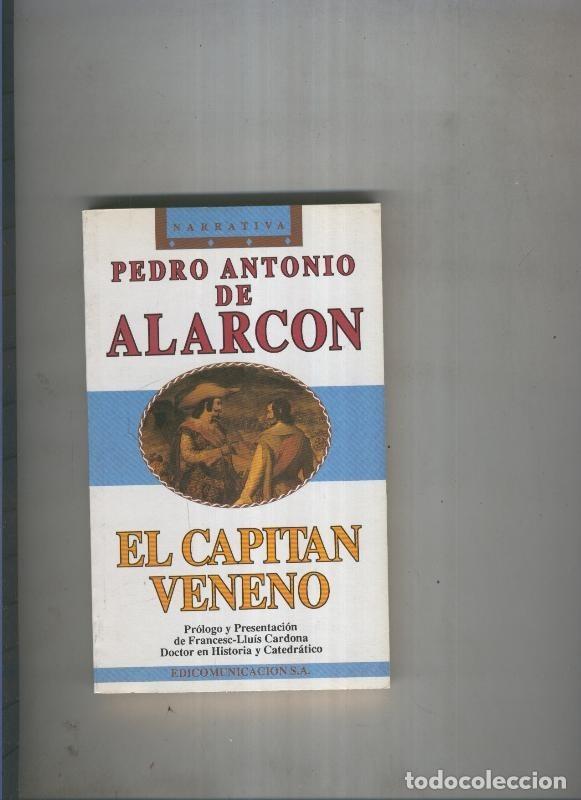 NARRATIVA
PEDRO ANTONIO
DE
ALARCON
EL CAPITAN
VENENO
Prólogo y Presentación
de Francesc-Lluís Cardona
Doctor en Historia y Catedrático
EDICOMUNICACION S.A.
todocoleccion.net